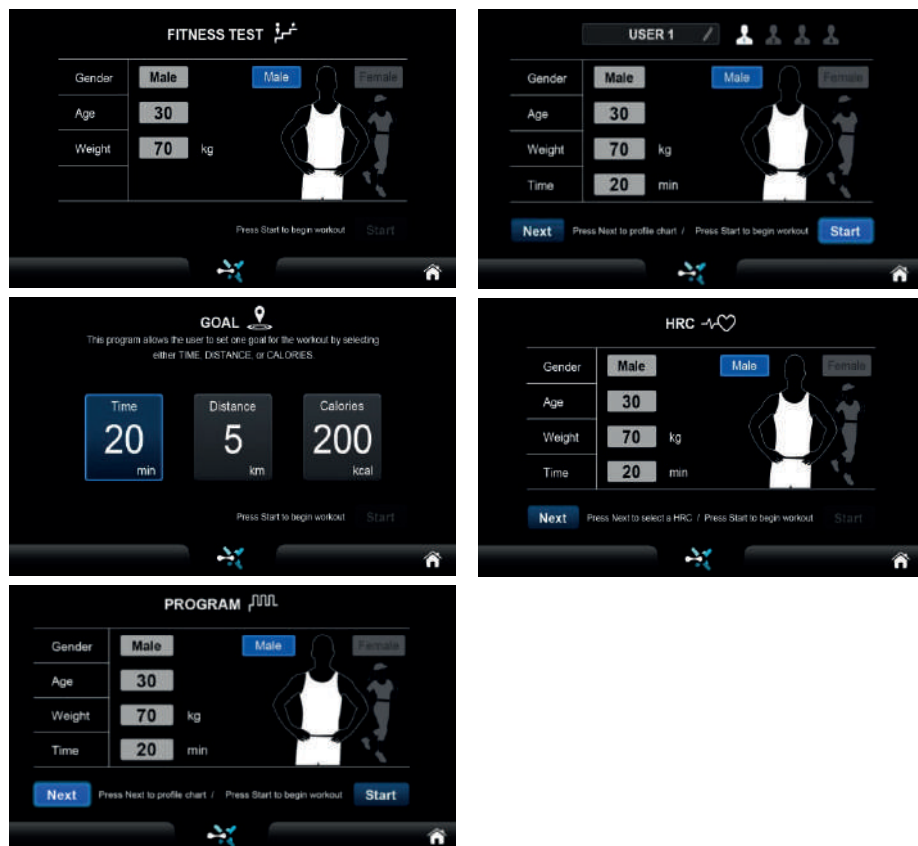 FITNESS TEST
Gender Male Male Female
Age 30
Weight 70 kg
Press Start to begin workout Start
USER 1
Gender Male Male Female
Age 30
Weight 70 kg
Time 20 min
Next Press Next to profile chart / Press Start to begin workout Start
GOAL
This program allows the user to set one goal for the workout by selecting
either TIME, DISTANCE, or CALORIES.
Time Distance Calories
20 5 200
min km kcal
Press Start to begin workout Start
HRC
Gender Male Male Female
Age 30
Weight 70 kg
Time 20 min
Next Press Next to select a HRC / Press Start to begin workout Start
PROGRAM
Gender Male Male Female
Age 30
Weight 70 kg
Time 20 min
Next Press Next to profile chart / Press Start to begin workout Start